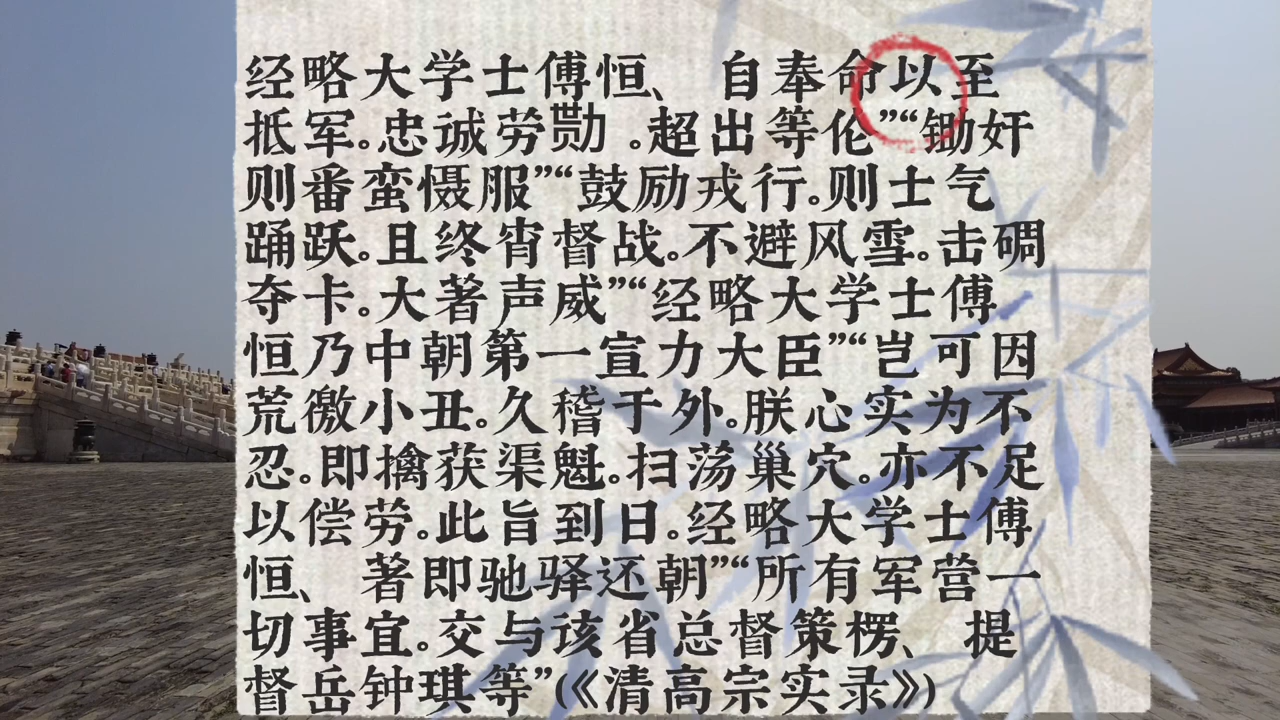 经略大学士傅恒、自奉命以至
抵军。忠诚劳勚。超出等伦”“锄奸
则番蛮慑服”“鼓励戎行。则士气
踊跃。且终宵督战。不避风雪。击碉
夺卡。大著声威”“经略大学士傅
恒乃中朝第一宣力大臣”“岂可因
荒徼小丑。久稽于外。朕心实为不
忍。即擒获渠魁。扫荡巢穴。亦不足
以偿劳。此旨到日。经略大学士傅
恒、著即驰驿还朝”“所有军营一
切事宜。交与该省总督策楞、提
督岳钟琪等”(《清高宗实录》)